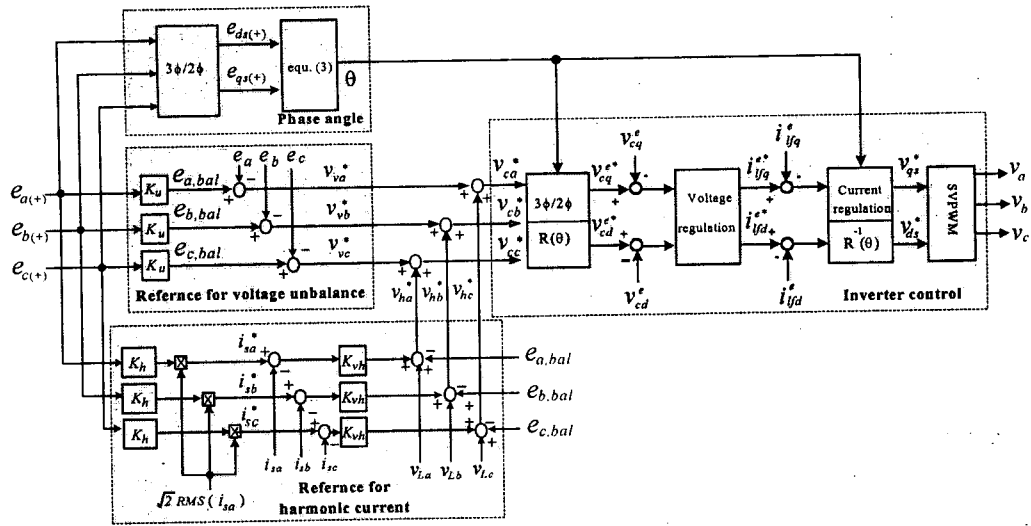 e_ds(+)
3ϕ/2ϕ
e_qs(+)
equ. (3)
θ
Phase angle
e_a(+)
e_b(+)
e_c(+)
K_u
K_u
K_u
e_a,bal
e_b,bal
e_c,bal
e_a
e_b
e_c
v_va*
v_vb*
v_vc*
Refernce for voltage unbalance
v_ha*
v_hb*
v_hc*
v_ca*
v_cb*
v_cc*
3ϕ/2ϕ
R(θ)
v_cq^e*
v_cd^e*
v_cq^e
v_cd^e
Voltage
regulation
i_lfq^e*
i_lfd^e*
i_lfq^e
i_lfd^e
Current
regulation
R^-1(θ)
v_qs*
v_ds*
SVPWM
v_a
v_b
v_c
Inverter control
K_h
K_h
K_h
i_sa*
i_sb*
i_sc*
K_vh
K_vh
K_vh
e_a,bal
e_b,bal
e_c,bal
i_sa
i_sb
i_sc
v_La
v_Lb
v_Lc
√2 RMS(i_sa)
Refernce for
harmonic current